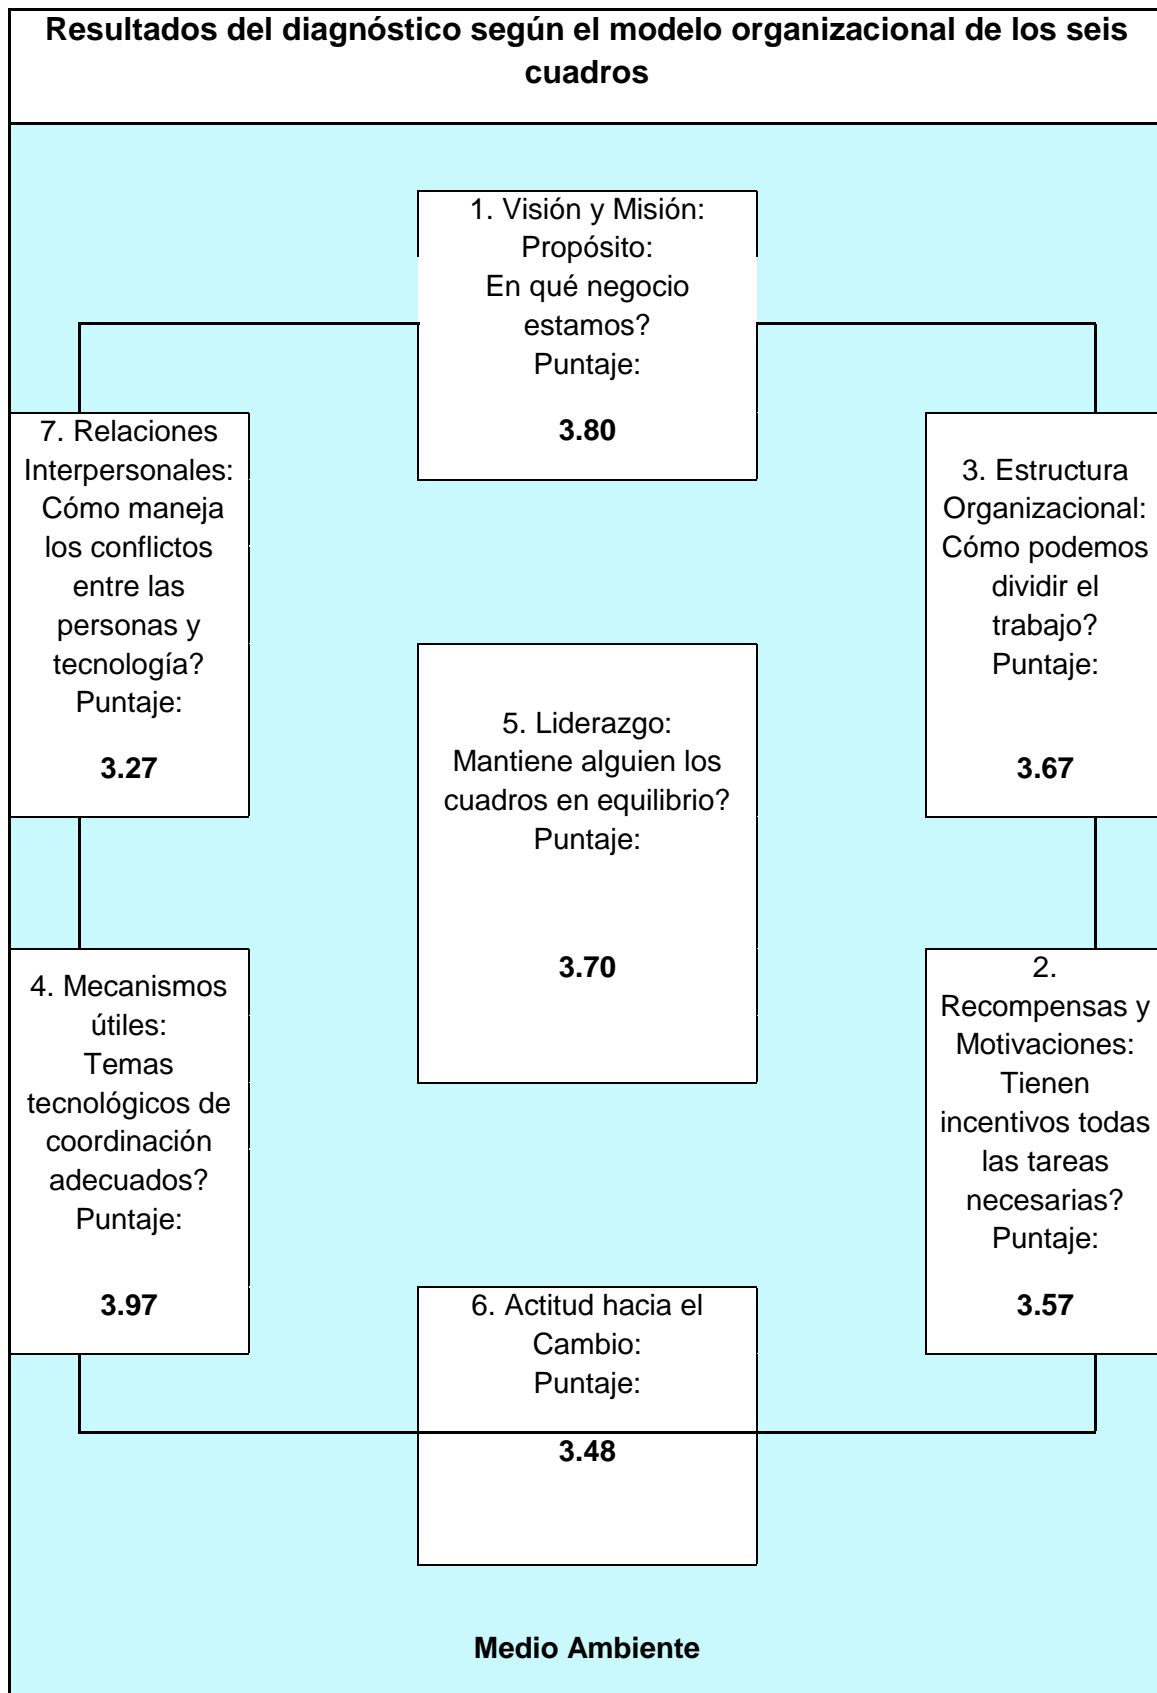 Resultados del diagnóstico según el modelo organizacional de los seis
cuadros
1. Visión y Misión:
Propósito:
En qué negocio
estamos?
Puntaje:
3.80
7. Relaciones
Interpersonales:
Cómo maneja
los conflictos
entre las
personas y
tecnología?
Puntaje:
3.27
3. Estructura
Organizacional:
Cómo podemos
dividir el
trabajo?
Puntaje:
3.67
5. Liderazgo:
Mantiene alguien los
cuadros en equilibrio?
Puntaje:
3.70
4. Mecanismos
útiles:
Temas
tecnológicos de
coordinación
adecuados?
Puntaje:
3.97
2.
Recompensas y
Motivaciones:
Tienen
incentivos todas
las tareas
necesarias?
Puntaje:
3.57
6. Actitud hacia el
Cambio:
Puntaje:
3.48
Medio Ambiente